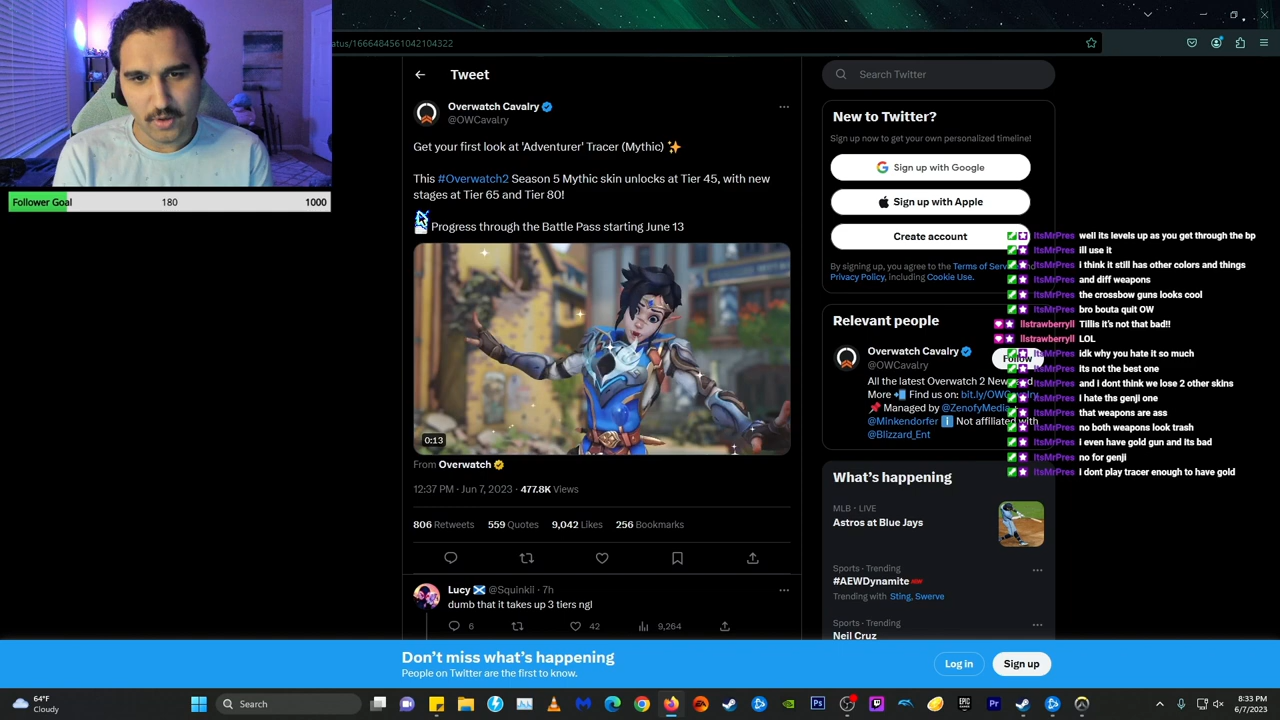 atus/1666484561042104322
Follower Goal 180 1000
Tweet
Overwatch Cavalry
@OWCavalry
Get your first look at 'Adventurer' Tracer (Mythic) ✨
This #Overwatch2 Season 5 Mythic skin unlocks at Tier 45, with new
stages at Tier 65 and Tier 80!
Progress through the Battle Pass starting June 13
0:13
From Overwatch
12:37 PM · Jun 7, 2023 · 477.8K Views
806 Retweets 559 Quotes 9,042 Likes 256 Bookmarks
Lucy 🏴󠁧󠁢󠁳󠁣󠁴󠁿 @Squlnkii · 7h
dumb that it takes up 3 tiers ngl
6 42 9,264
Search Twitter
New to Twitter?
Sign up now to get your own personalized timeline!
Sign up with Google
Sign up with Apple
Create account
By signing up, you agree to the Terms of
Privacy Policy, including Cookie Use.
Relevant people
Overwatch Cavalry
@OWCavalry
Follow
All the latest Overwatch 2 New
More 📲 Find us on: bit.ly/OWC
📌 Managed by @ZenofyMedia
@Minkendorfer ℹ️ Not affiliated with
@Blizzard_Ent
What's happening
MLB · LIVE
Astros at Blue Jays
Sports · Trending
#AEWDynamite
Trending with Sting, Swerve
Sports · Trending
Neil Cruz
ItsMrPres well its levels up as you get through the bp
ItsMrPres ill use it
ItsMrPres i think it still has other colors and things
ItsMrPres and diff weapons
ItsMrPres the crossbow guns looks cool
ItsMrPres bro bouta quit OW
llstrawberryll Tillis it's not that bad!!
llstrawberryll LOL
ItsMrPres idk why you hate it so much
ItsMrPres its not the best one
ItsMrPres and i dont think we lose 2 other skins
ItsMrPres i hate ths genji one
ItsMrPres that weapons are ass
ItsMrPres no both weapons look trash
ItsMrPres i even have gold gun and its bad
ItsMrPres no for genji
ItsMrPres i dont play tracer enough to have gold
Don't miss what's happening
People on Twitter are the first to know.
Log in
Sign up
64°F
Cloudy
Search
8:33 PM
6/7/2023